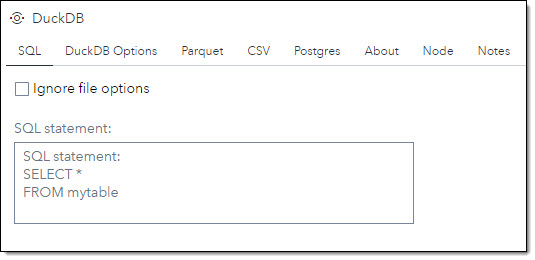 DuckDB
SQL DuckDB Options Parquet CSV Postgres About Node Notes
Ignore file options
SQL statement:
SQL statement:
SELECT *
FROM mytable